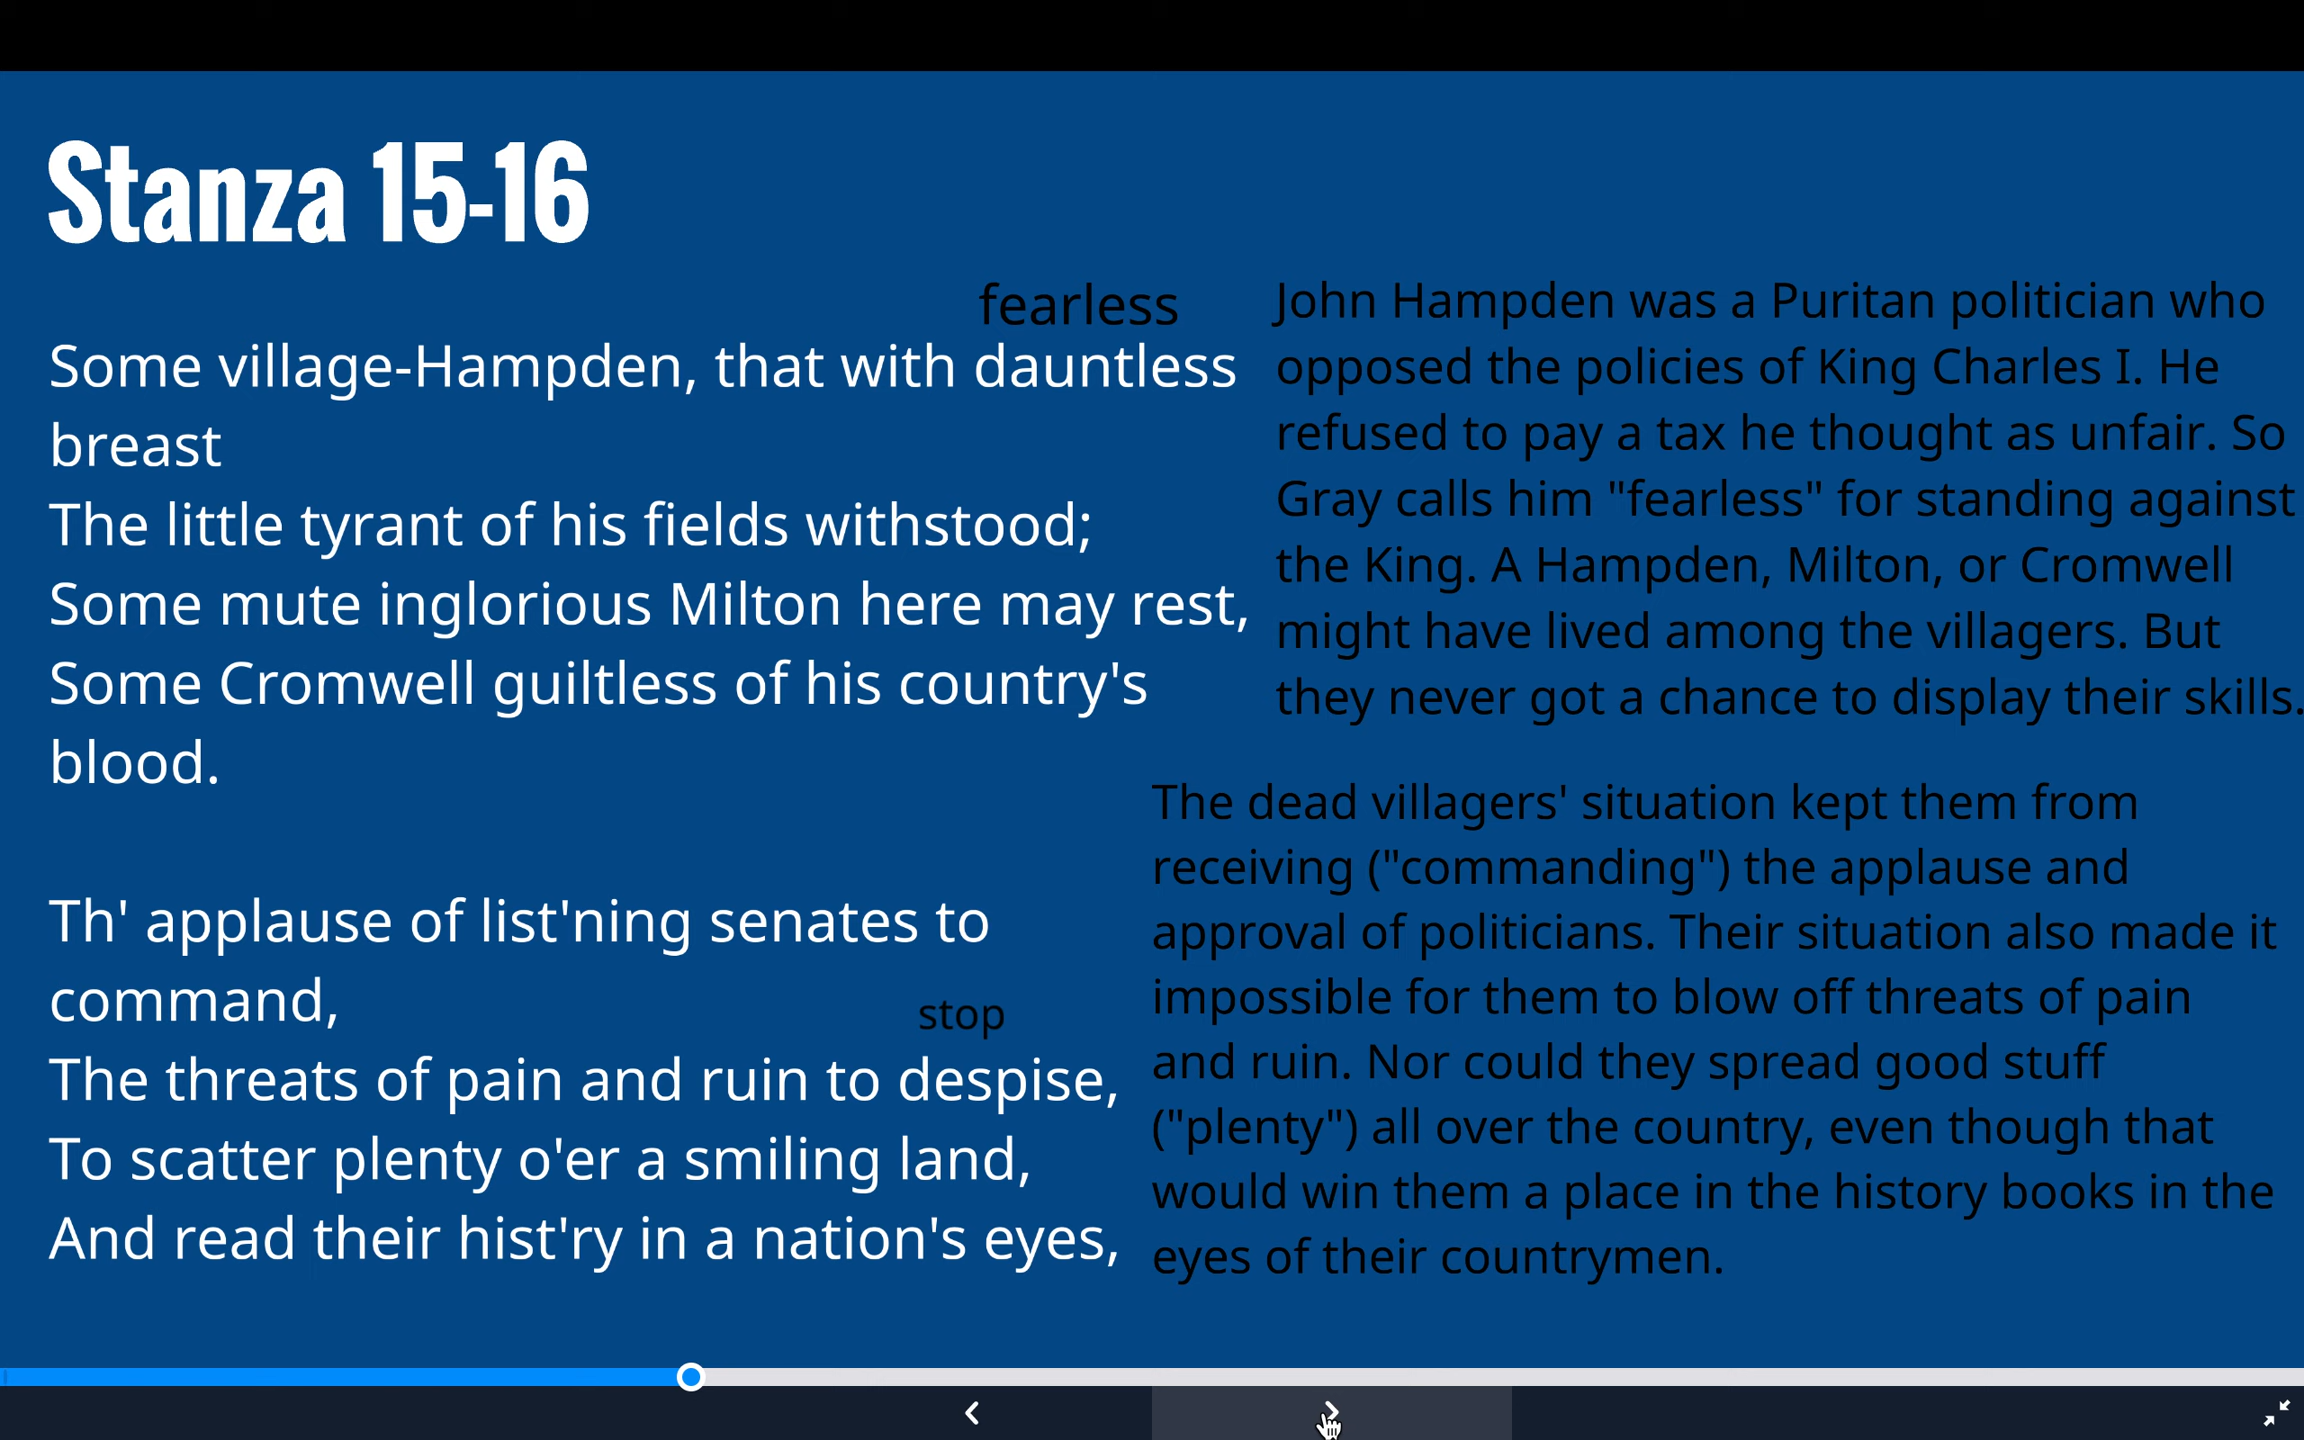 Stanza 15-16
fearless
Some village-Hampden, that with dauntless
breast
The little tyrant of his fields withstood;
Some mute inglorious Milton here may rest,
Some Cromwell guiltless of his country's
blood.
John Hampden was a Puritan politician who
opposed the policies of King Charles I. He
refused to pay a tax he thought as unfair. So
Gray calls him "fearless" for standing against
the King. A Hampden, Milton, or Cromwell
might have lived among the villagers. But
they never got a chance to display their skills.
Th' applause of list'ning senates to
command,
stop
The threats of pain and ruin to despise,
To scatter plenty o'er a smiling land,
And read their hist'ry in a nation's eyes,
The dead villagers' situation kept them from
receiving ("commanding") the applause and
approval of politicians. Their situation also made it
impossible for them to blow off threats of pain
and ruin. Nor could they spread good stuff
("plenty") all over the country, even though that
would win them a place in the history books in the
eyes of their countrymen.